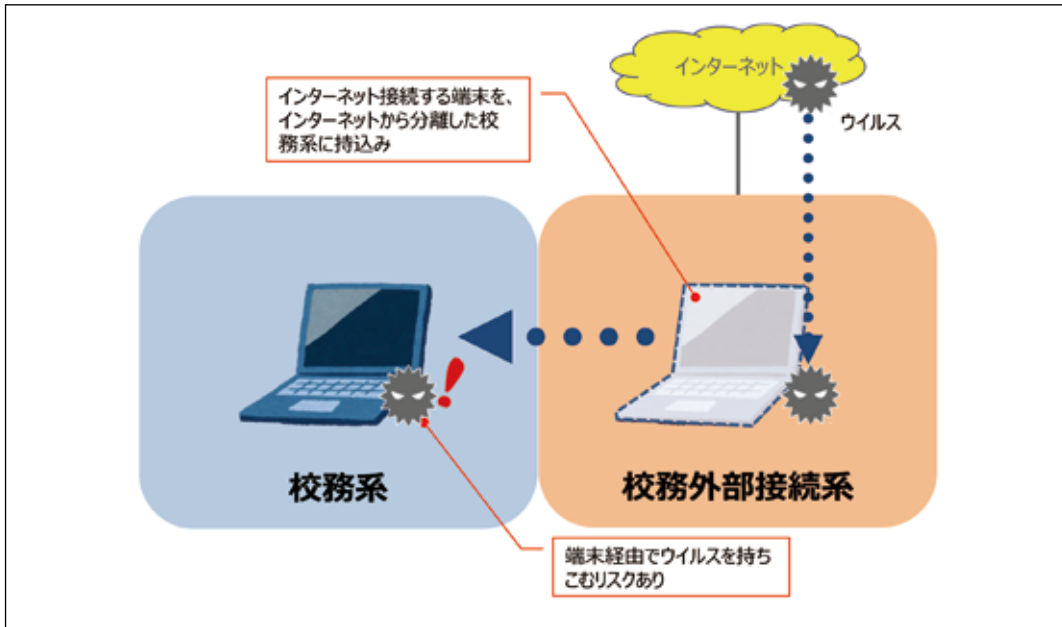 インターネット
ウイルス
インターネット接続する端末を、
インターネットから分離した校
務系に持込み
校務系
校務外部接続系
端末経由でウイルスを持ち
こむリスクあり